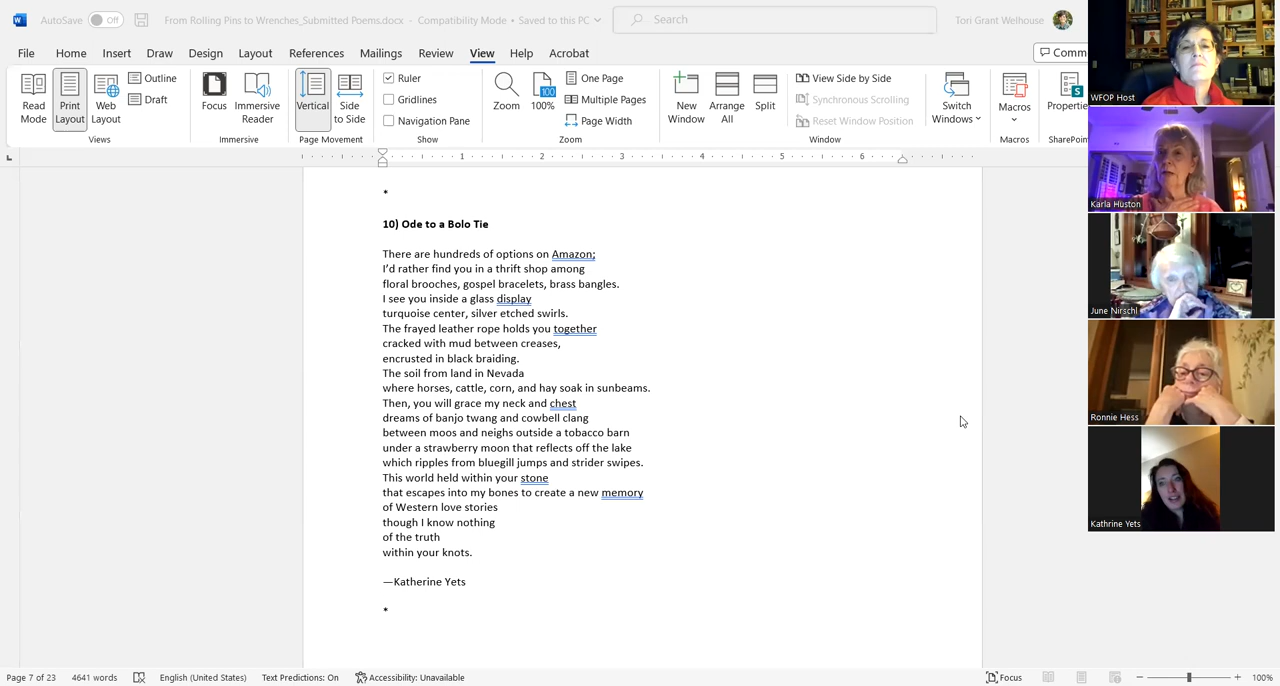 AutoSave
Off
From Rolling Pins to Wrenches_Submitted Poems.docx - Compatibility Mode • Saved to this PC
Search
Tori Grant Welhouse
File
Home
Insert
Draw
Design
Layout
References
Mailings
Review
View
Help
Acrobat
Read Mode
Print Layout
Web Layout
Outline
Draft
Views
Focus
Immersive Reader
Immersive
Vertical
Side to Side
Page Movement
Ruler
Gridlines
Navigation Pane
Show
Zoom
100
100%
One Page
Multiple Pages
Page Width
Zoom
New Window
Arrange All
Split
View Side by Side
Synchronous Scrolling
Reset Window Position
Window
Switch Windows
Macros
Macros
Properties
SharePoint
1 2 3 4 5 6
*
10) Ode to a Bolo Tie
There are hundreds of options on Amazon;
I'd rather find you in a thrift shop among
floral brooches, gospel bracelets, brass bangles.
I see you inside a glass display
turquoise center, silver etched swirls.
The frayed leather rope holds you together
cracked with mud between creases,
encrusted in black braiding.
The soil from land in Nevada
where horses, cattle, corn, and hay soak in sunbeams.
Then, you will grace my neck and chest
dreams of banjo twang and cowbell clang
between moos and neighs outside a tobacco barn
under a strawberry moon that reflects off the lake
which ripples from bluegill jumps and strider swipes.
This world held within your stone
that escapes into my bones to create a new memory
of Western love stories
though I know nothing
of the truth
within your knots.
—Katherine Yets
*
WFOP Host
Karla Huston
June Nirschl
Ronnie Hess
Kathrine Yets
Page 7 of 23
4641 words
English (United States)
Text Predictions: On
Accessibility: Unavailable
Focus
100%